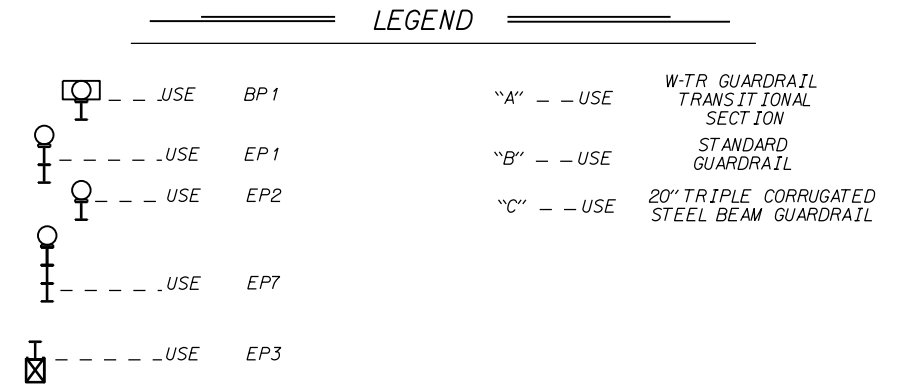 LEGEND
USE BP1
USE EP1
USE EP2
USE EP7
USE EP3
"A" — — USE W-TR GUARDRAIL
TRANSITIONAL
SECTION
"B" — — USE STANDARD
GUARDRAIL
"C" — — USE 20" TRIPLE CORRUGATED
STEEL BEAM GUARDRAIL